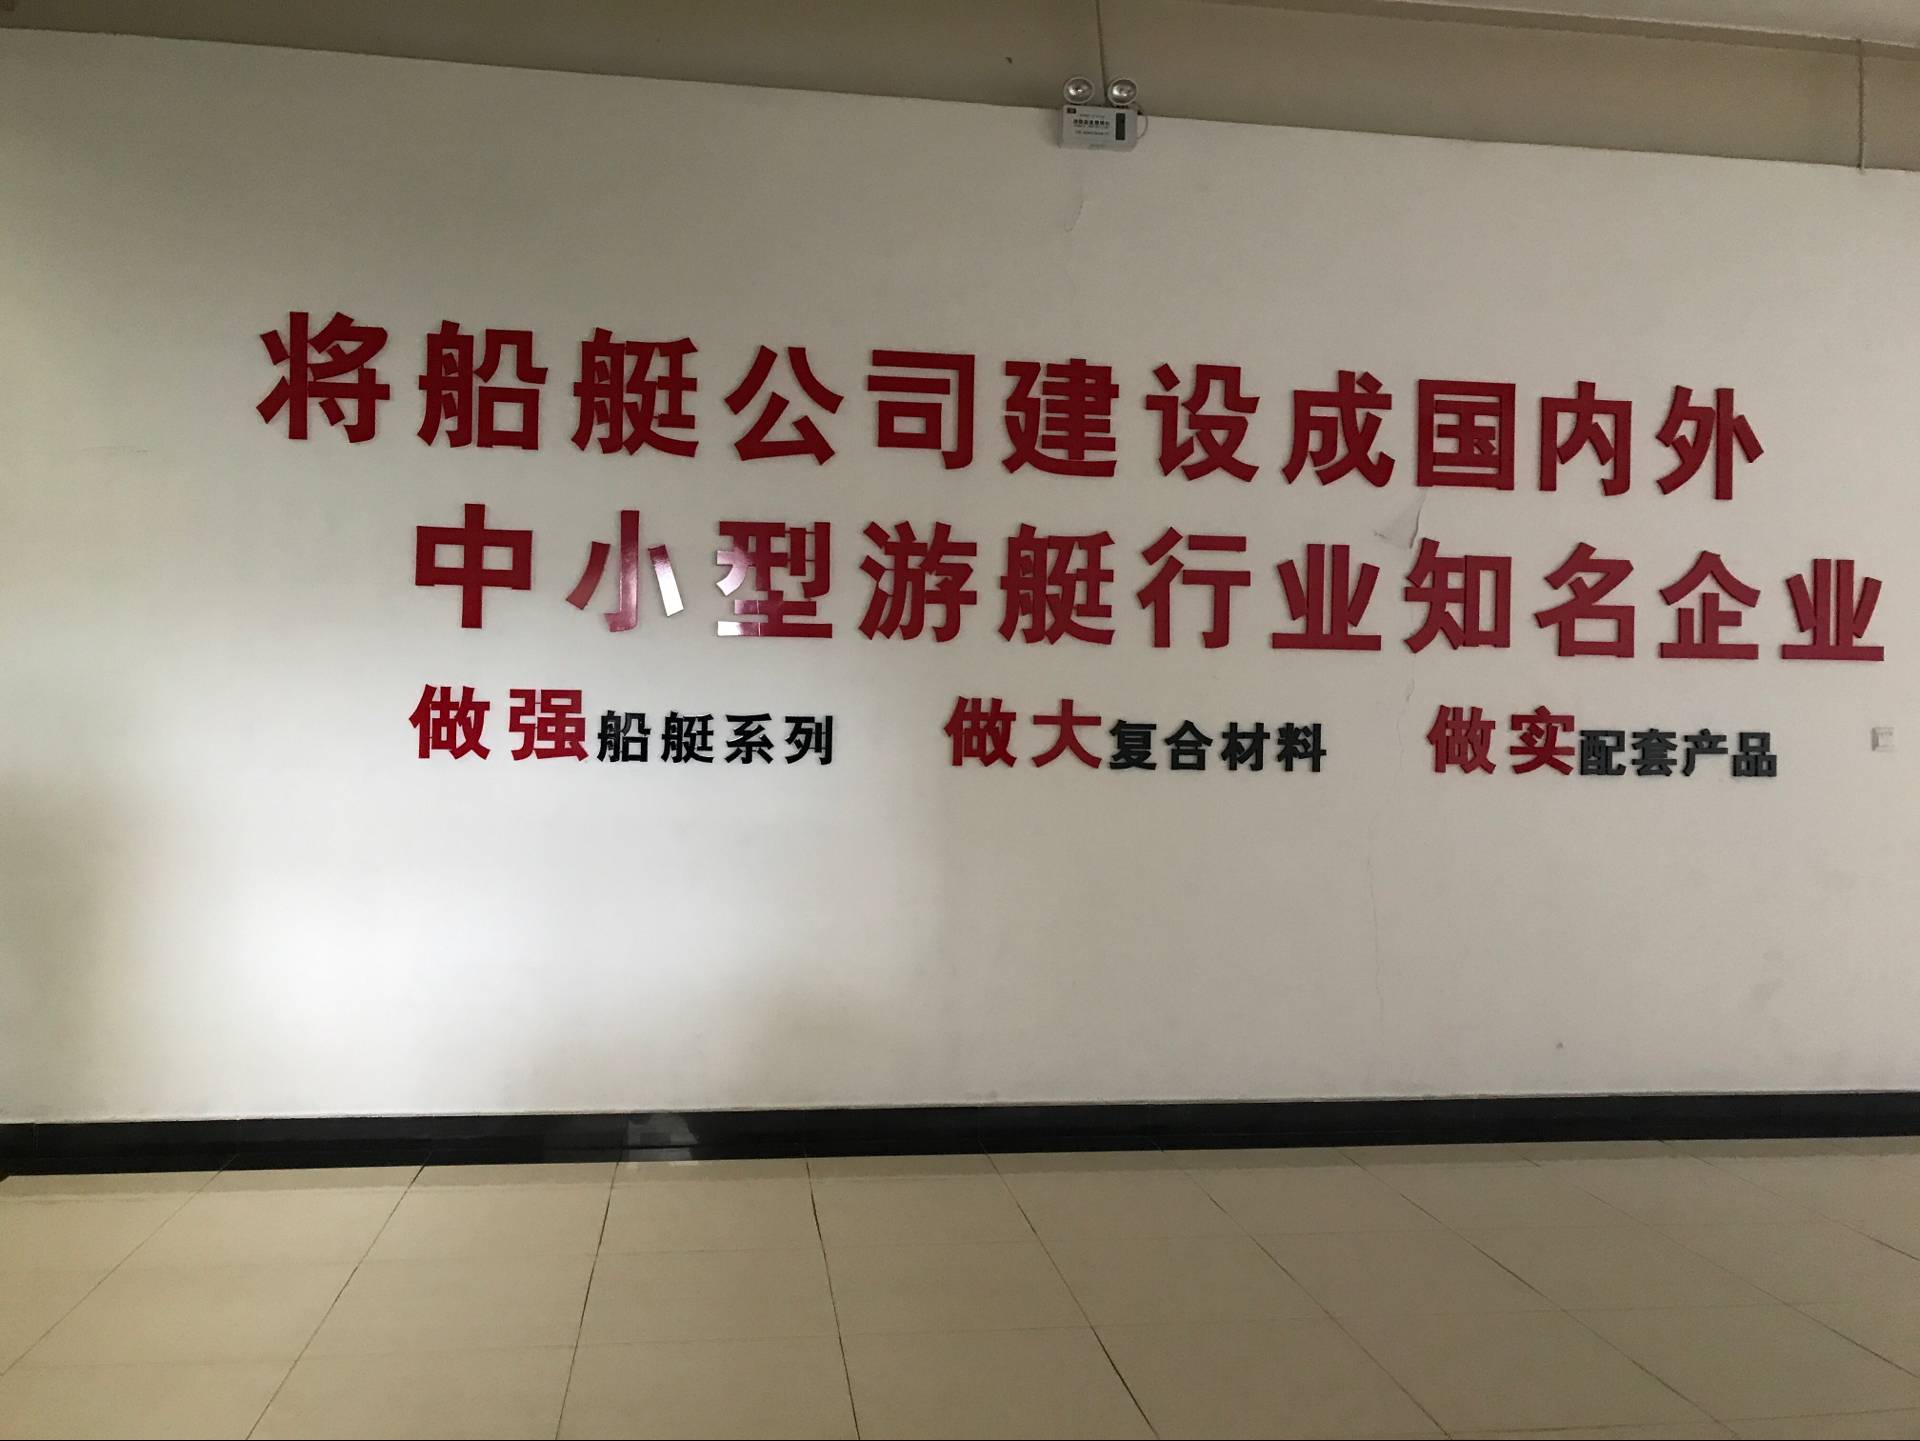 将船艇公司建设成国内外
中小型游艇行业知名企业
做强船艇系列 做大复合材料 做实配套产品